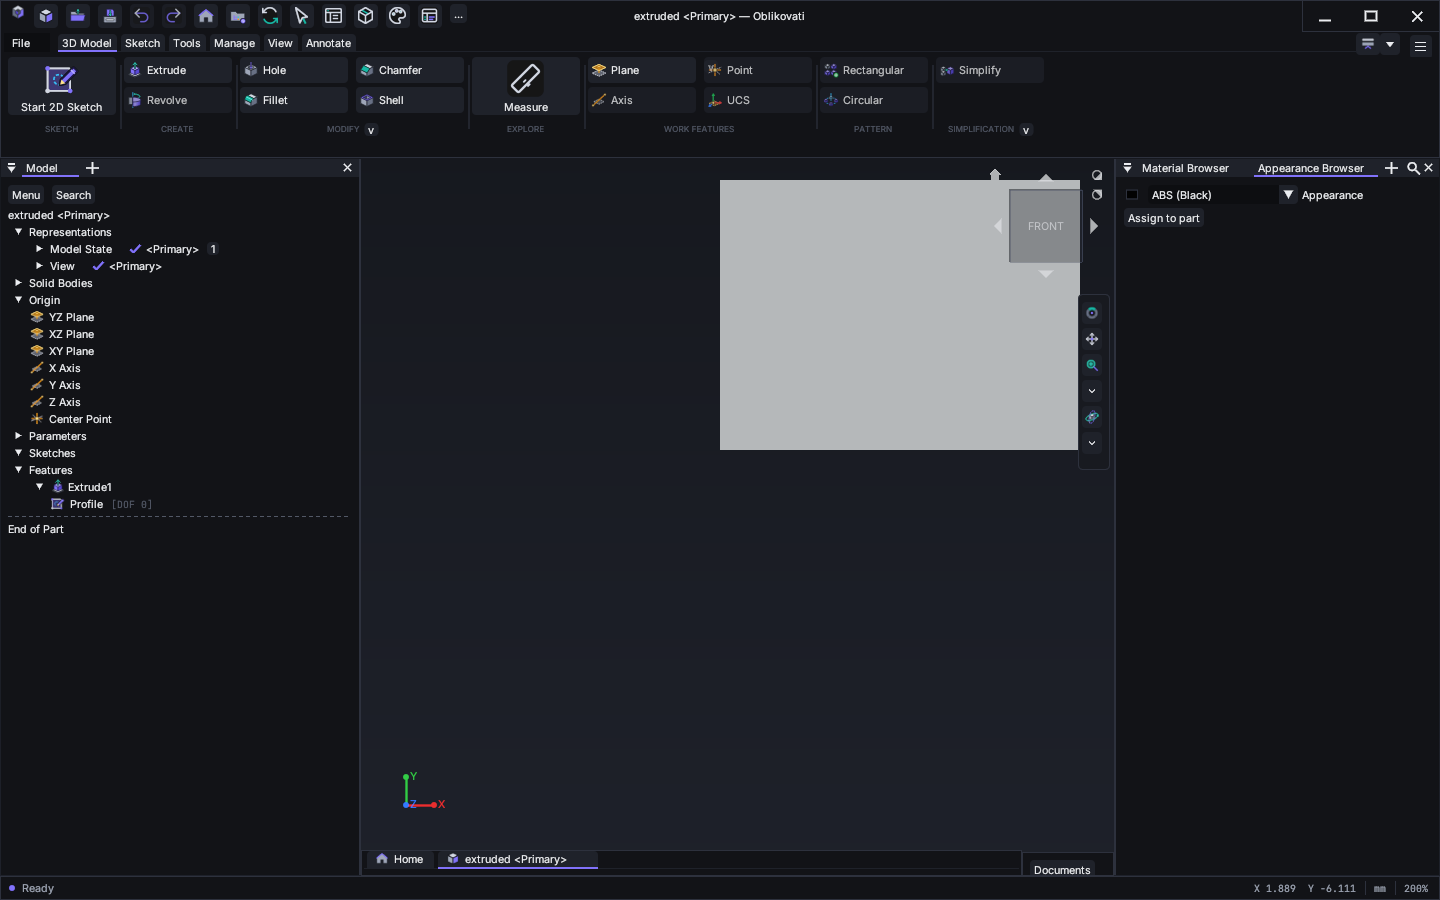 extruded <Primary> — Oblikovati
File
3D Model
Sketch
Tools
Manage
View
Annotate
Start 2D Sketch
Extrude
Revolve
Hole
Fillet
Chamfer
Shell
Measure
Plane
Axis
Point
UCS
Rectangular
Circular
Simplify
SKETCH
CREATE
MODIFY v
EXPLORE
WORK FEATURES
PATTERN
SIMPLIFICATION v
Model
Menu
Search
extruded <Primary>
Representations
Model State <Primary> 1
View <Primary>
Solid Bodies
Origin
YZ Plane
XZ Plane
XY Plane
X Axis
Y Axis
Z Axis
Center Point
Parameters
Sketches
Features
Extrude1
Profile [DOF 0]
End of Part
FRONT
Y
Z
X
Material Browser
Appearance Browser
ABS (Black)
Appearance
Assign to part
Home
extruded <Primary>
Documents
Ready
X 1.889 Y -6.111 mm 200%